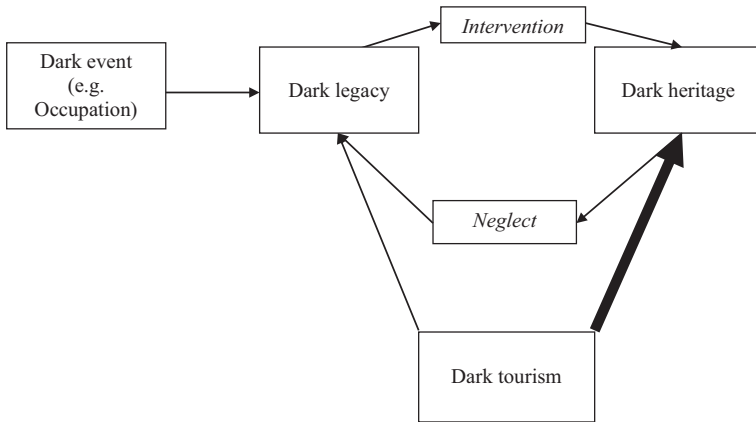 Intervention
Dark event
(e.g.
Occupation)
Dark legacy
Dark heritage
Neglect
Dark tourism